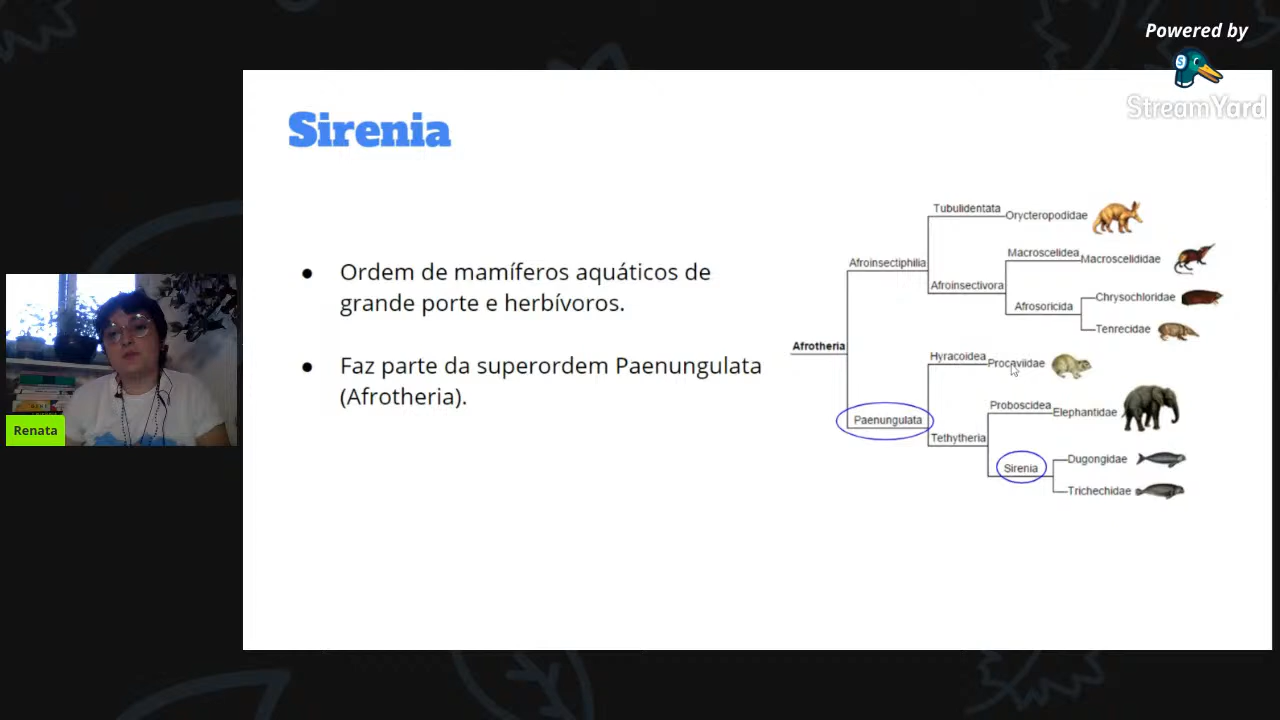 Powered by
StreamYard
Sirenia
Ordem de mamíferos aquáticos de
grande porte e herbívoros.
Faz parte da superordem Paenungulata
(Afrotheria).
Tubulidentata
Orycteropodidae
Macroscelidea
Macroscelididae
Afroinsectiphilia
Afroinsectivora
Chrysochloridae
Afrosoricida
Tenrecidae
Afrotheria
Hyracoidea
Procaviidae
Proboscidea
Elephantidae
Paenungulata
Tethytheria
Dugongidae
Sirenia
Trichechidae
Renata